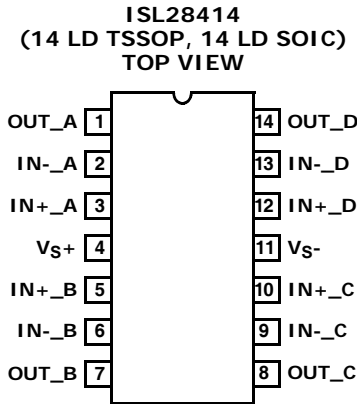 ISL28414
(14 LD TSSOP, 14 LD SOIC)
TOP VIEW
OUT_A 1 14 OUT_D
IN-_A 2 13 IN-_D
IN+_A 3 12 IN+_D
VS+ 4 11 VS-
IN+_B 5 10 IN+_C
IN-_B 6 9 IN-_C
OUT_B 7 8 OUT_C